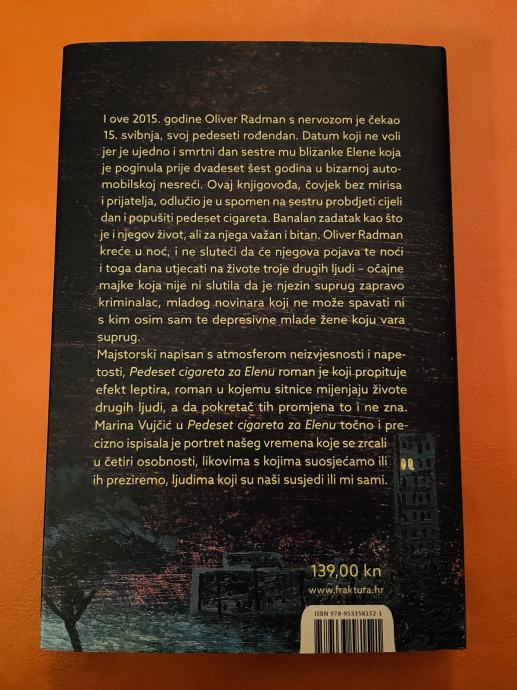 I ove 2015. godine Oliver Radman s nervozom je čekao
15. svibnja, svoj pedeseti rođendan. Datum koji ne voli
jer je ujedno i smrtni dan sestre mu blizanke Elene koja
je poginula prije dvadeset šest godina u bizarnoj auto-
mobilskoj nesreći. Ovaj knjigovođa, čovjek bez mirisa
i prijatelja, odlučio je u spomen na sestru probdjeti cijeli
dan i popušiti pedeset cigareta. Banalan zadatak kao što
je i njegov život, ali za njega važan i bitan. Oliver Radman
kreće u noć, i ne sluteći da će njegova pojava te noći
i toga dana utjecati na živote troje drugih ljudi – očajne
majke koja nije ni slutila da je njezin suprug zapravo
kriminalac, mladog novinara koji ne može spavati ni
s kim osim sam te depresivne mlade žene koju vara
suprug.
Majstorski napisan s atmosferom neizvjesnosti i nape-
tosti, Pedeset cigareta za Elenu roman je koji propituje
efekt leptira, roman u kojemu sitnice mijenjaju živote
drugih ljudi, a da pokretač tih promjena to i ne zna.
Marina Vujčić u Pedeset cigareta za Elenu točno i pre-
cizno ispisala je portret našeg vremena koje se zrcali
u četiri osobnosti, likovima s kojima suosjećamo ili
ih preziremo, ljudima koji su naši susjedi ili mi sami.
139,00 kn
www.fraktura.hr
ISBN 978-953358152-1